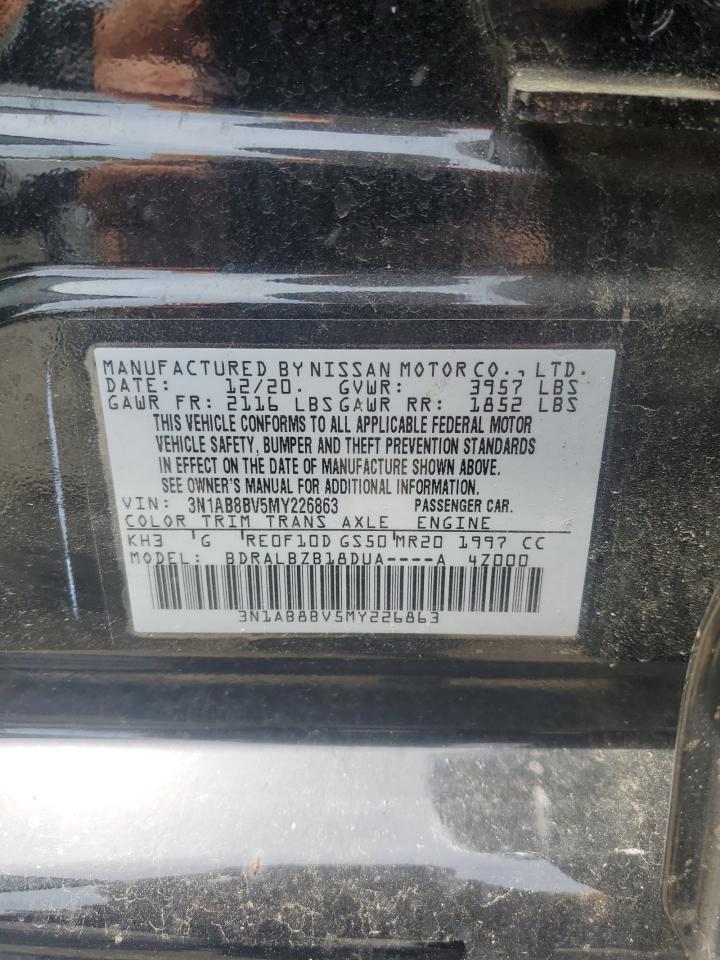 MANUFACTURED BY NISSAN MOTOR CO., LTD.
DATE: 12/20. GVWR: 3957 LBS
GAWR FR: 2116 LBS GAWR RR: 1852 LBS
THIS VEHICLE CONFORMS TO ALL APPLICABLE FEDERAL MOTOR
VEHICLE SAFETY, BUMPER AND THEFT PREVENTION STANDARDS
IN EFFECT ON THE DATE OF MANUFACTURE SHOWN ABOVE.
SEE OWNER'S MANUAL FOR ADDITIONAL INFORMATION.
VIN: 3N1AB8BV5MY226863 PASSENGER CAR.
COLOR TRIM TRANS AXLE ENGINE
KH3 'G 'RE0F10D GS50'MR20 1997 CC
MODEL: BDRALBZB18DUA----A 4Z000
3N1AB8BV5MY226863